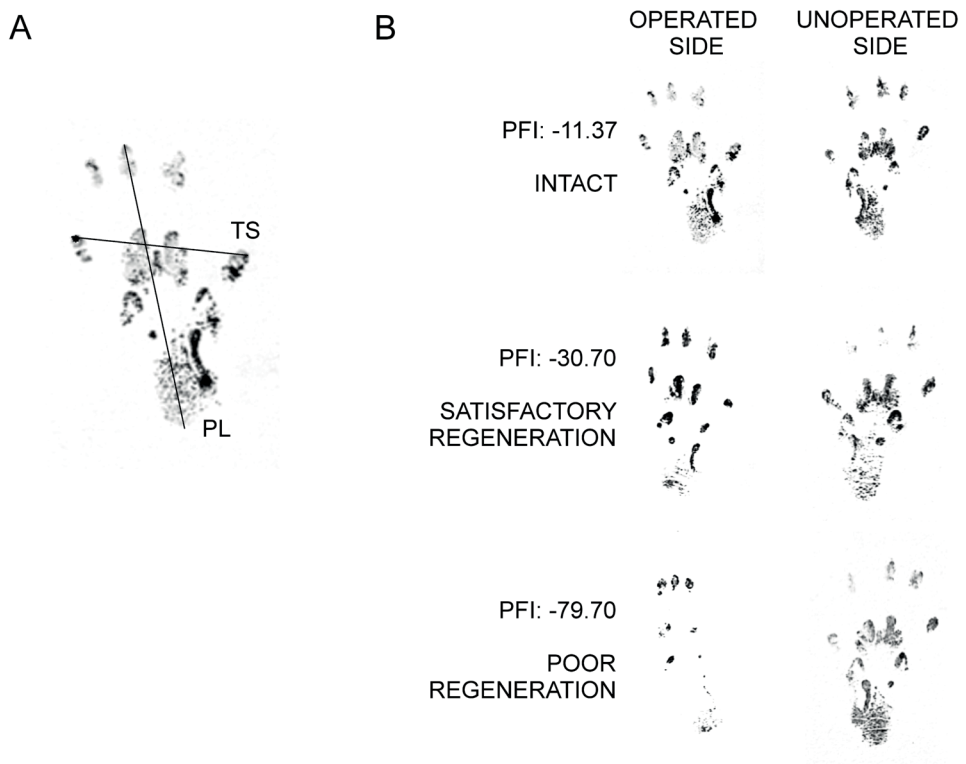 A
TS
PL
B
OPERATED
SIDE
UNOPERATED
SIDE
PFI: -11.37
INTACT
PFI: -30.70
SATISFACTORY
REGENERATION
PFI: -79.70
POOR
REGENERATION